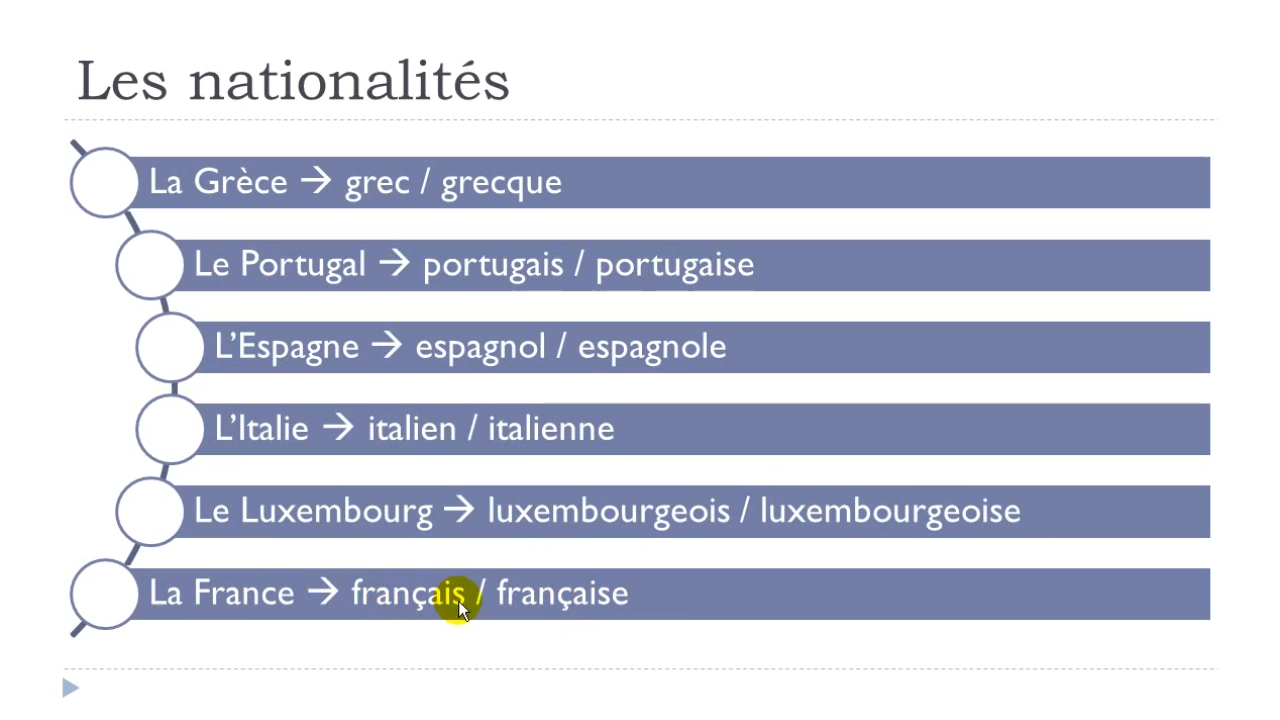 Les nationalités
La Grèce → grec / grecque
Le Portugal → portugais / portugaise
L’Espagne → espagnol / espagnole
L’Italie → italien / italienne
Le Luxembourg → luxembourgeois / luxembourgeoise
La France → français / française